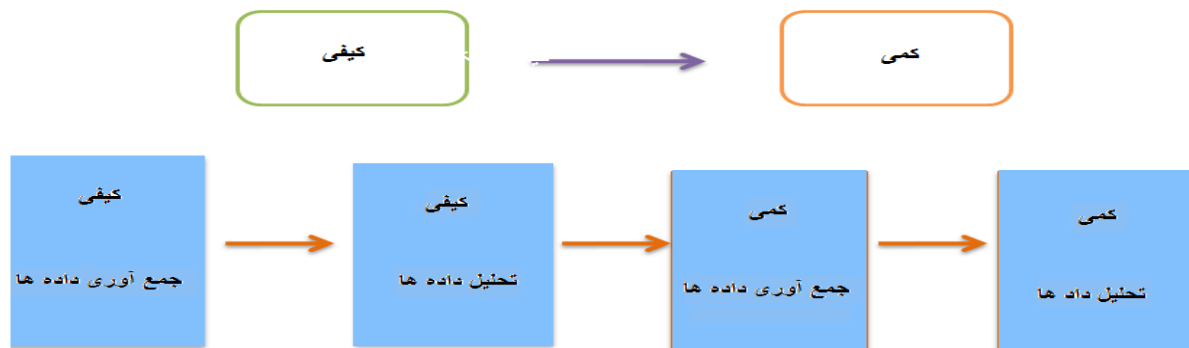 کیفی
کمی
کیفی
جمع آوری داده ها
کیفی
تحلیل داده ها
کمی
جمع آوری داده ها
کمی
تحلیل داد ها